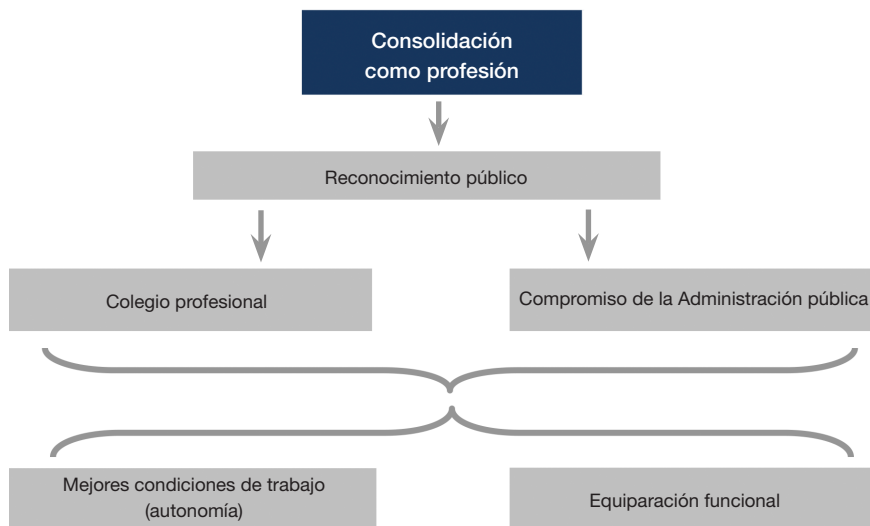 Consolidación
como profesión
Reconocimiento público
Colegio profesional
Compromiso de la Administración pública
Mejores condiciones de trabajo
(autonomía)
Equiparación funcional